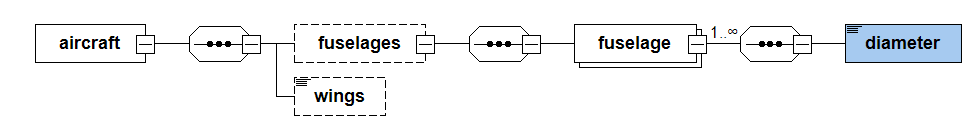 aircraft
fuselages
fuselage
1..∞
diameter
wings